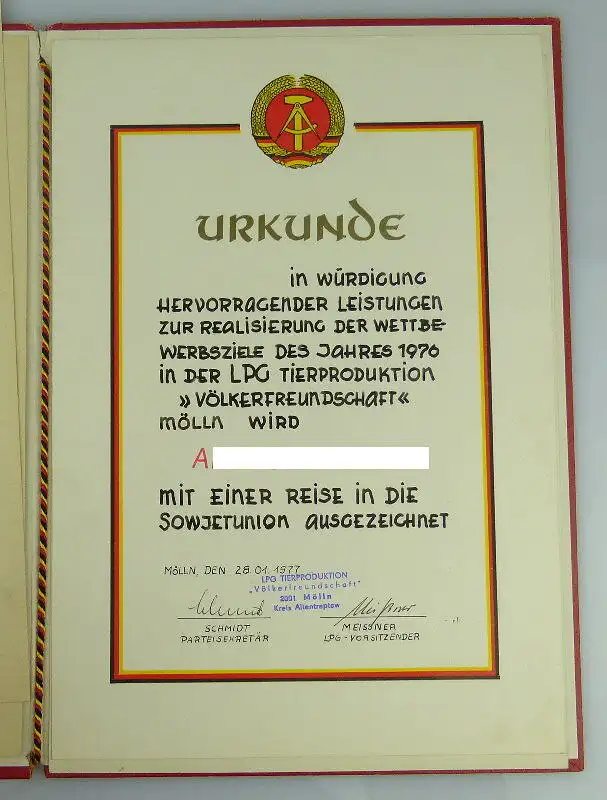 URKUNDE
in WÜRDIGUNG
HERVORRAGENDER LEISTUNGEN
ZUR REALISIERUNG DER WETTBE-
WERBSZIELE DES JAHRES 1976
in DER LPG TIERPRODUKTION
»VÖLKERFREUNDSCHAFT«
MÖLLN WIRD
A
MIT EINER REISE in DIE
SOWJETUNION AUSGEZEICHNET
MÖLLN, DEN 28.01.1977
LPG TIERPRODUKTION
"Völkerfreundschaft"
2001 Mölln
Kreis Altentreptow
Schmidt Meißner
SCHMIDT MEISSNER
PARTEISEKRETÄR LPG-VORSITZENDER